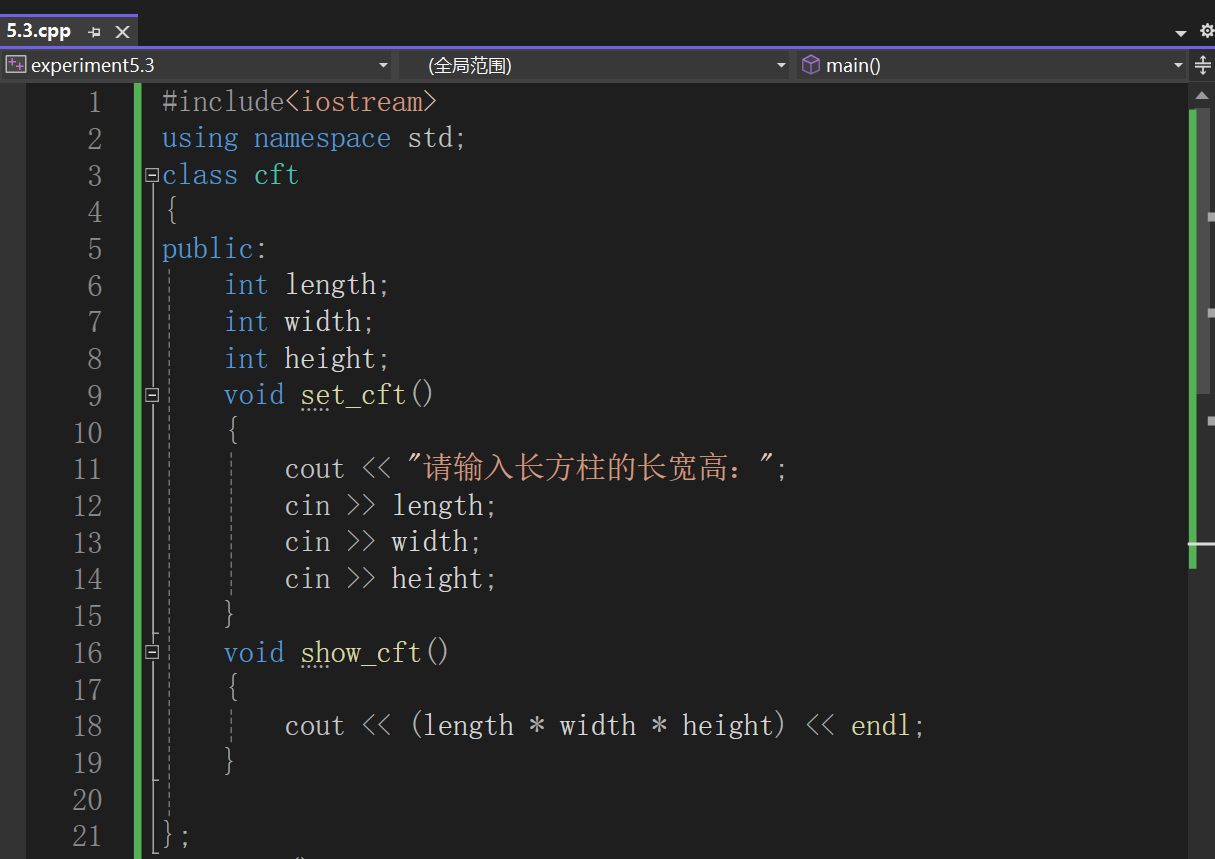 5.3.cpp
experiment5.3 (全局范围) main()
1 #include<iostream>
2 using namespace std;
3 class cft
4 {
5 public:
6 int length;
7 int width;
8 int height;
9 void set_cft()
10 {
11 cout << "请输入长方柱的长宽高：";
12 cin >> length;
13 cin >> width;
14 cin >> height;
15 }
16 void show_cft()
17 {
18 cout << (length * width * height) << endl;
19 }
20
21 };